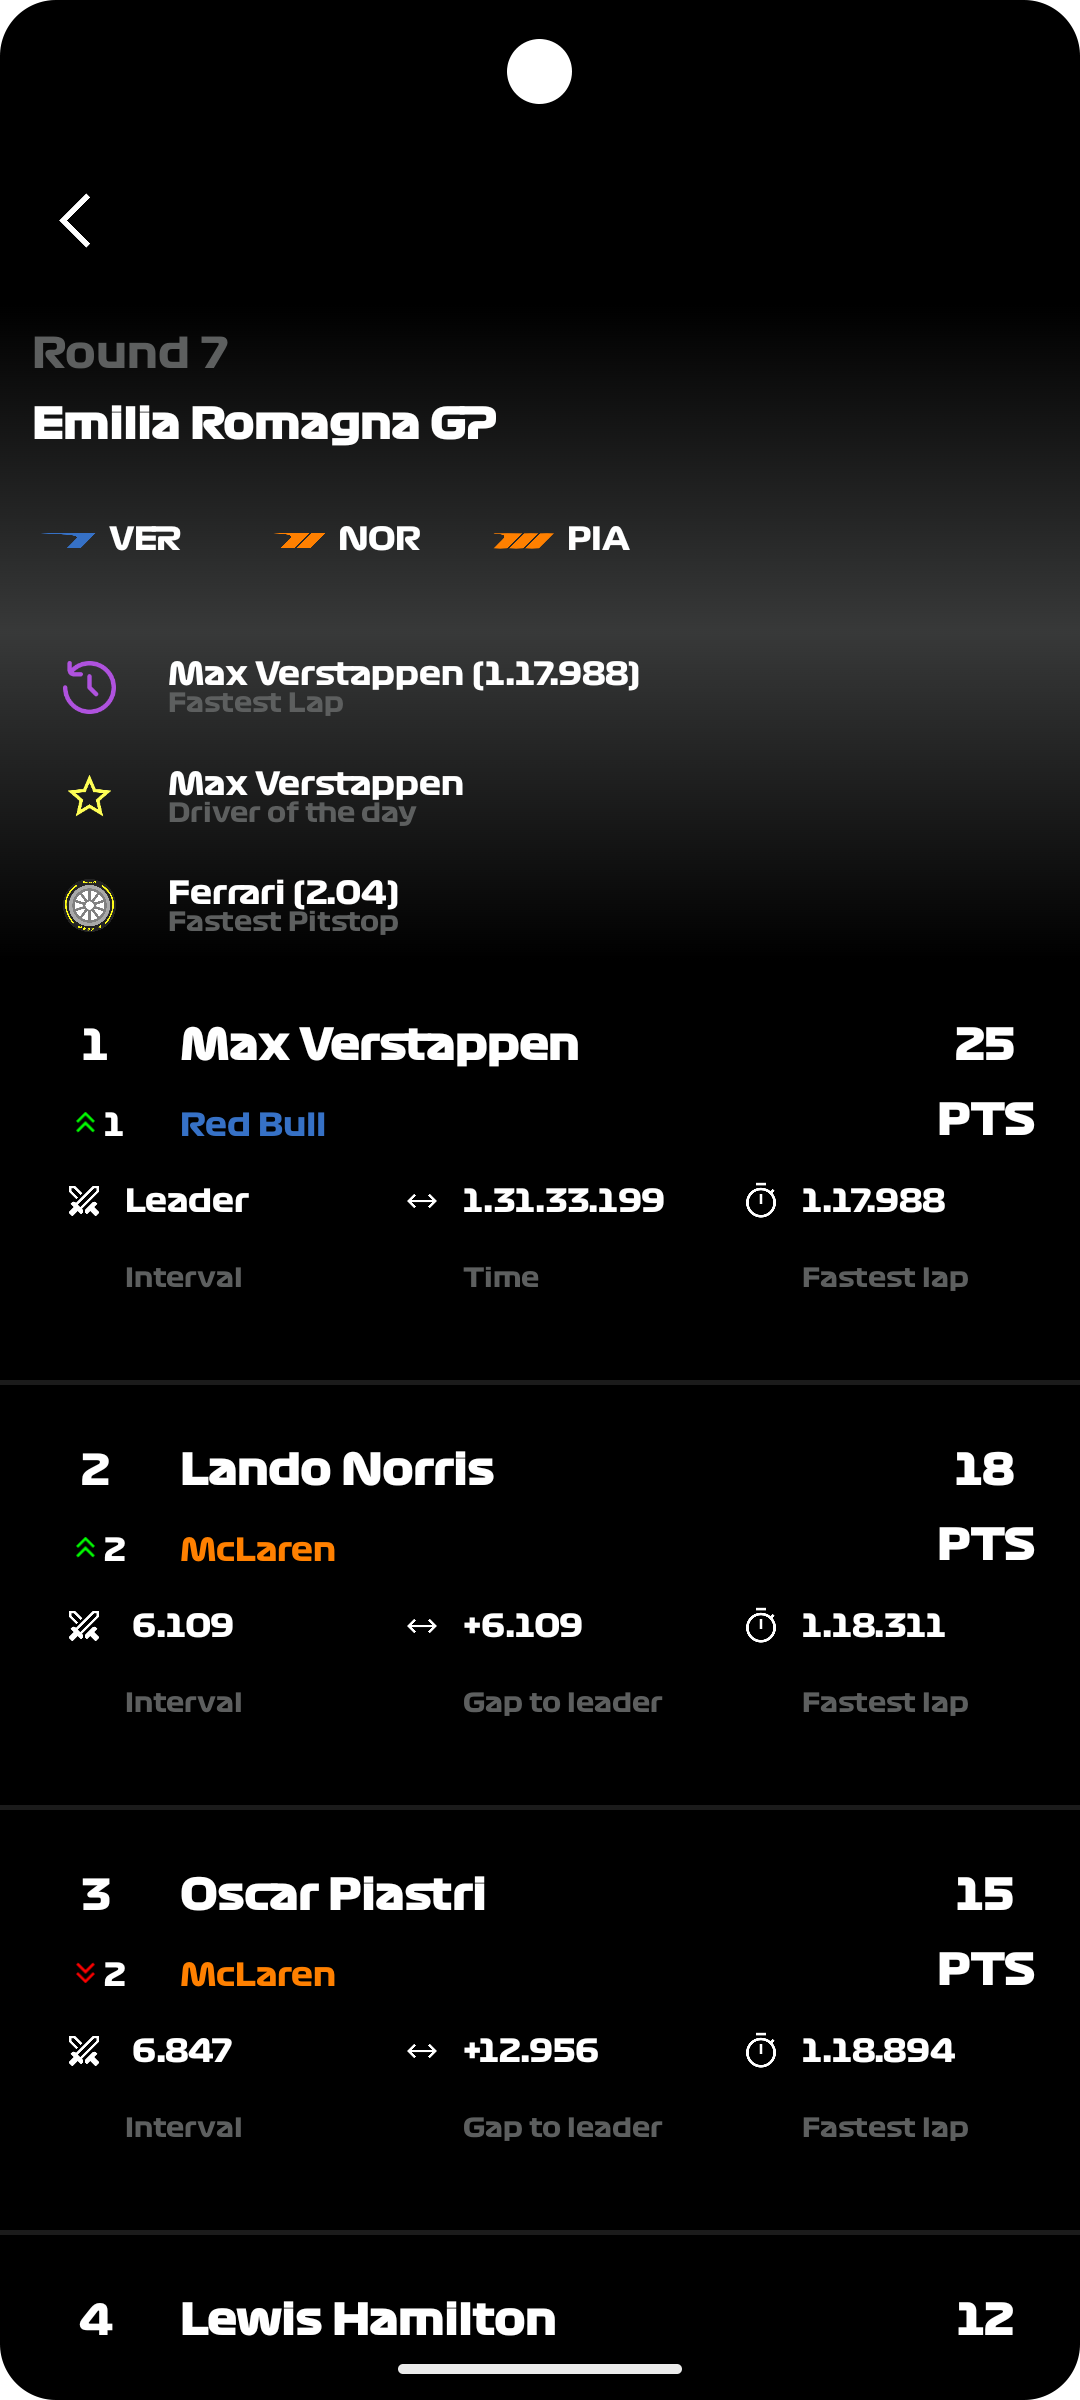 Round 7
Emilia Romagna GP
VER NOR PIA
Max Verstappen (1.17.988)
Fastest Lap
Max Verstappen
Driver of the day
Ferrari (2.04)
Fastest Pitstop
1 Max Verstappen 25
1 Red Bull PTS
Leader 1.31.33.199 1.17.988
Interval Time Fastest lap
2 Lando Norris 18
2 McLaren PTS
6.109 +6.109 1.18.311
Interval Gap to leader Fastest lap
3 Oscar Piastri 15
2 McLaren PTS
6.847 +12.956 1.18.894
Interval Gap to leader Fastest lap
4 Lewis Hamilton 12